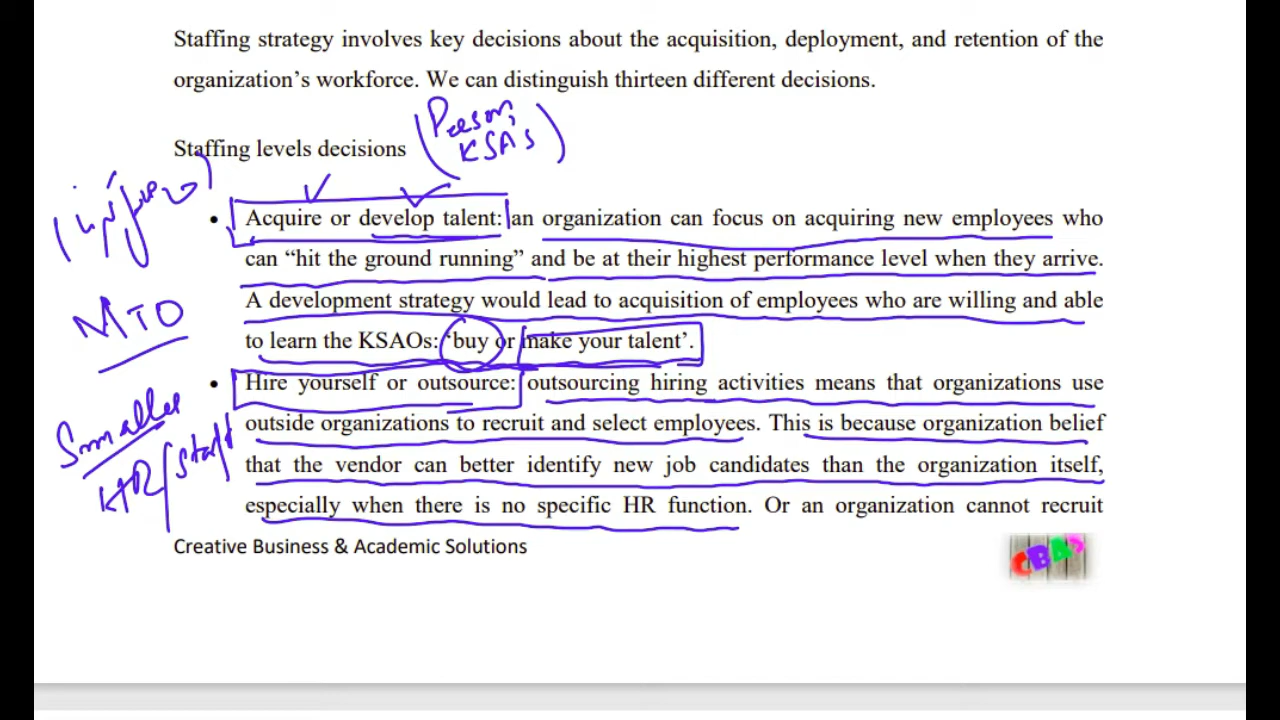 Staffing strategy involves key decisions about the acquisition, deployment, and retention of the
organization’s workforce. We can distinguish thirteen different decisions.
Person,
KSAs
Staffing levels decisions
• Acquire or develop talent: an organization can focus on acquiring new employees who
can “hit the ground running” and be at their highest performance level when they arrive.
MTO
A development strategy would lead to acquisition of employees who are willing and able
to learn the KSAOs: ‘buy or make your talent’.
• Hire yourself or outsource: outsourcing hiring activities means that organizations use
Smaller
outside organizations to recruit and select employees. This is because organization belief
HR/staff
that the vendor can better identify new job candidates than the organization itself,
especially when there is no specific HR function. Or an organization cannot recruit
Creative Business & Academic Solutions
CBAS